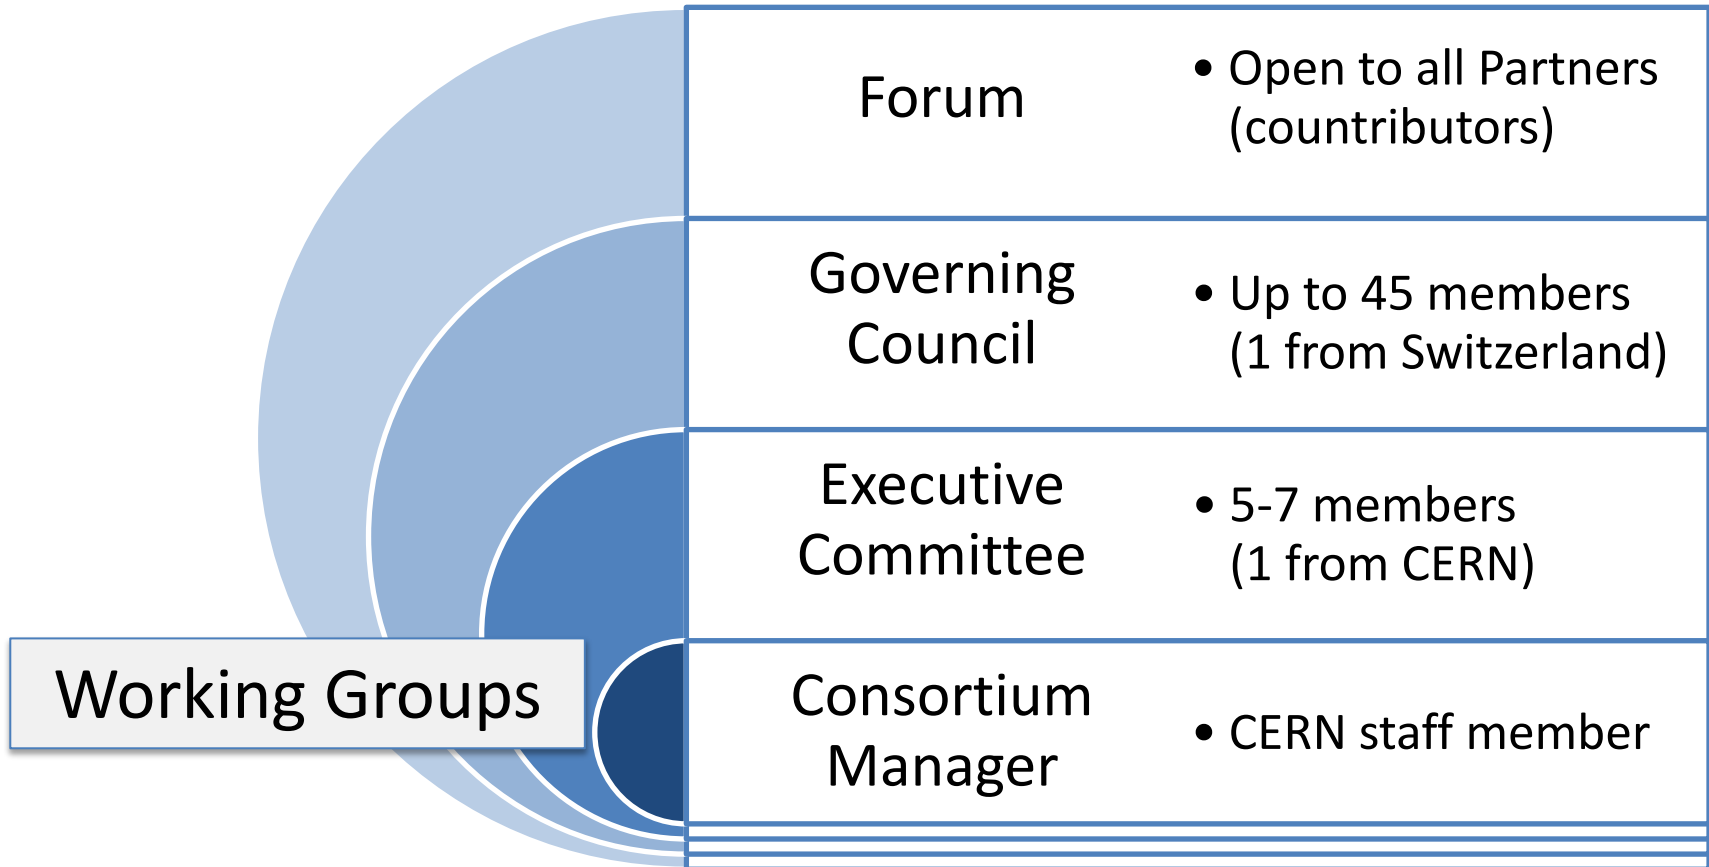 Forum
• Open to all Partners
(countributors)
Governing
Council
• Up to 45 members
(1 from Switzerland)
Executive
Committee
• 5-7 members
(1 from CERN)
Working Groups
Consortium
Manager
• CERN staff member